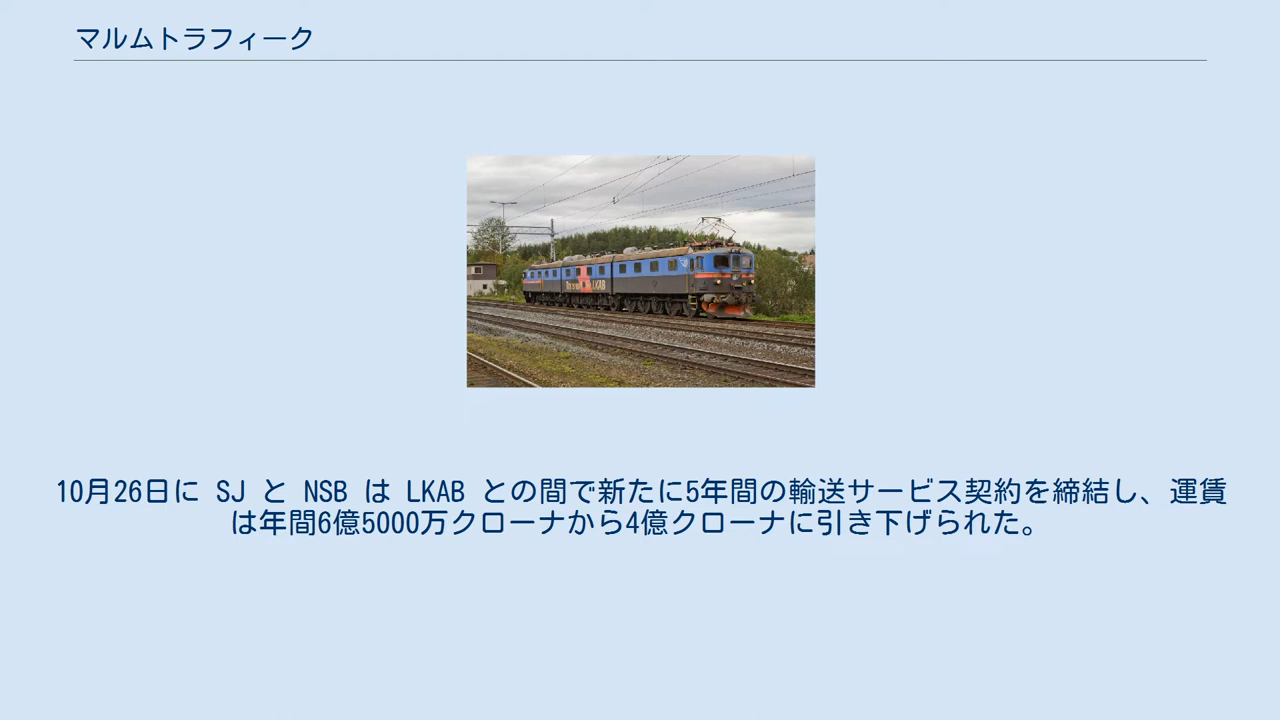 マルムトラフィーク
LKAB
10月26日に SJ と NSB は LKAB との間で新たに5年間の輸送サービス契約を締結し、運賃
は年間6億5000万クローナから4億クローナに引き下げられた。